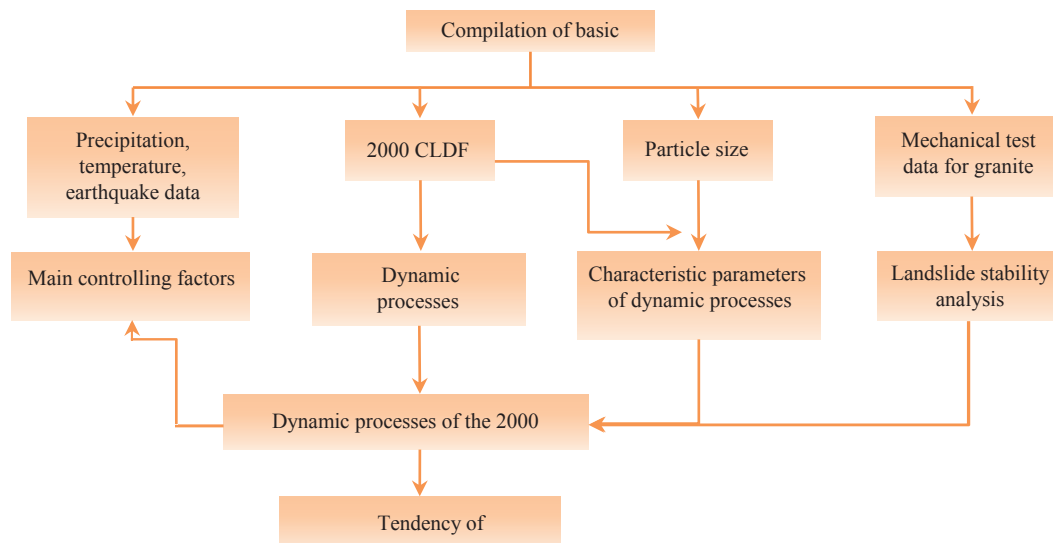 Compilation of basic
Precipitation,
temperature,
earthquake data
2000 CLDF
Particle size
Mechanical test
data for granite
Main controlling factors
Dynamic
processes
Characteristic parameters
of dynamic processes
Landslide stability
analysis
Dynamic processes of the 2000
Tendency of